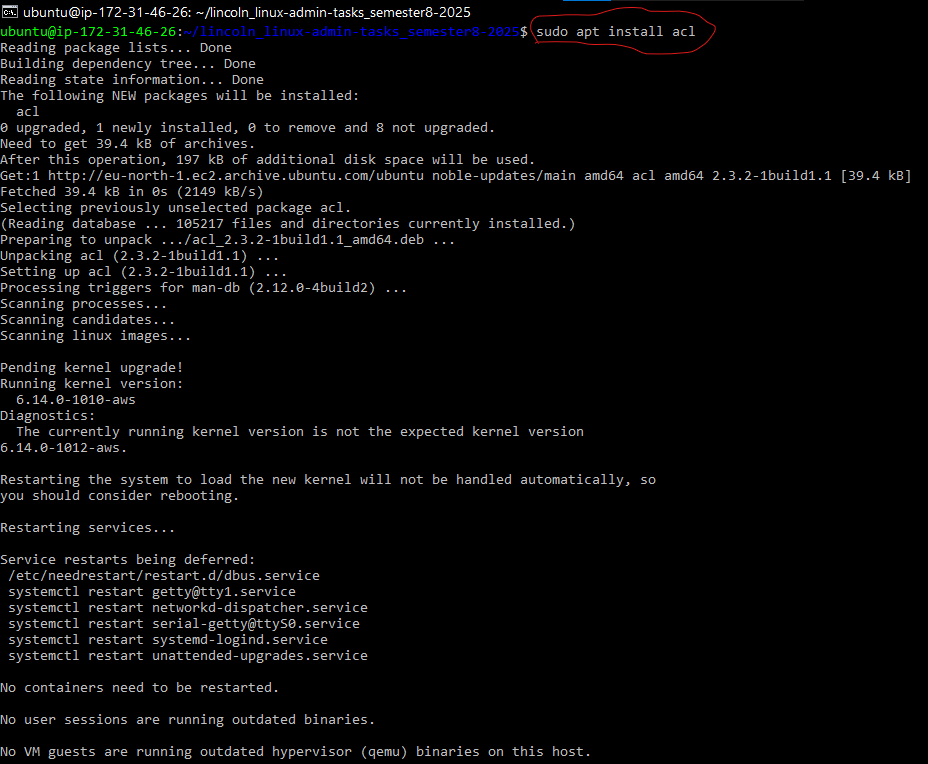 ubuntu@ip-172-31-46-26: ~/lincoln_linux-admin-tasks_semester8-2025
ubuntu@ip-172-31-46-26:~/lincoln_linux-admin-tasks_semester8-2025$ sudo apt install acl
Reading package lists... Done
Building dependency tree... Done
Reading state information... Done
The following NEW packages will be installed:
  acl
0 upgraded, 1 newly installed, 0 to remove and 8 not upgraded.
Need to get 39.4 kB of archives.
After this operation, 197 kB of additional disk space will be used.
Get:1 http://eu-north-1.ec2.archive.ubuntu.com/ubuntu noble-updates/main amd64 acl amd64 2.3.2-1build1.1 [39.4 kB]
Fetched 39.4 kB in 0s (2149 kB/s)
Selecting previously unselected package acl.
(Reading database ... 105217 files and directories currently installed.)
Preparing to unpack .../acl_2.3.2-1build1.1_amd64.deb ...
Unpacking acl (2.3.2-1build1.1) ...
Setting up acl (2.3.2-1build1.1) ...
Processing triggers for man-db (2.12.0-4build2) ...
Scanning processes...
Scanning candidates...
Scanning linux images...
Pending kernel upgrade!
Running kernel version:
  6.14.0-1010-aws
Diagnostics:
  The currently running kernel version is not the expected kernel version
6.14.0-1012-aws.
Restarting the system to load the new kernel will not be handled automatically, so
you should consider rebooting.
Restarting services...
Service restarts being deferred:
 /etc/needrestart/restart.d/dbus.service
 systemctl restart getty@tty1.service
 systemctl restart networkd-dispatcher.service
 systemctl restart serial-getty@ttyS0.service
 systemctl restart systemd-logind.service
 systemctl restart unattended-upgrades.service
No containers need to be restarted.
No user sessions are running outdated binaries.
No VM guests are running outdated hypervisor (qemu) binaries on this host.